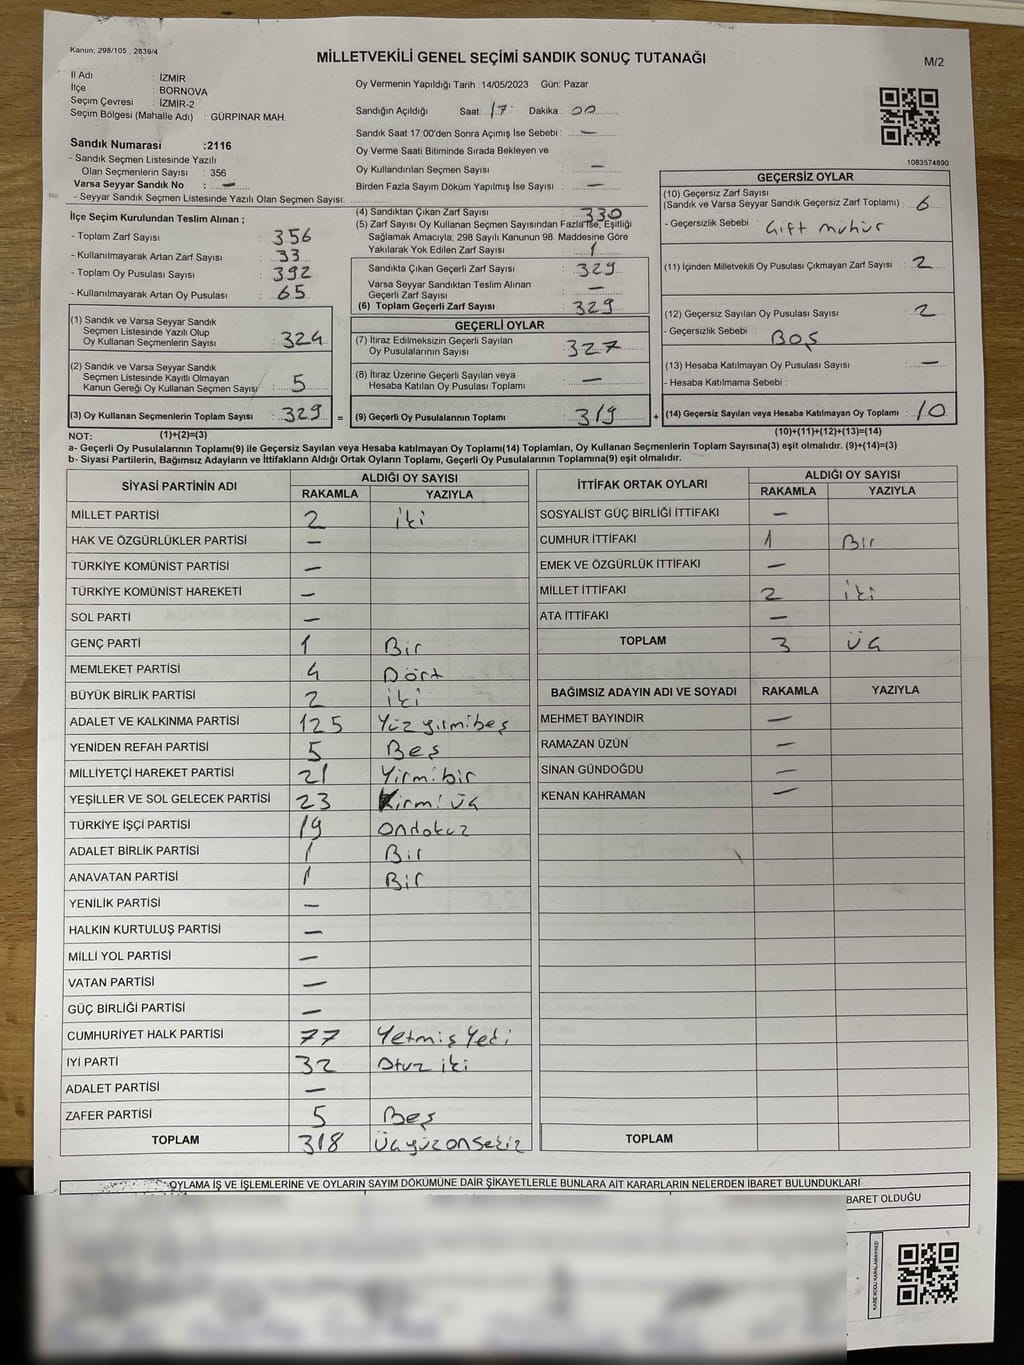 Kanun; 298/105 , 2839/4
MİLLETVEKİLİ GENEL SEÇİMİ SANDIK SONUÇ TUTANAĞI
M/2
İl Adı : İZMİR
İlçe : BORNOVA
Seçim Çevresi : İZMİR-2
Seçim Bölgesi (Mahalle Adı) : GÜRPINAR MAH.
Oy Vermenin Yapıldığı Tarih : 14/05/2023 Gün: Pazar
Sandığın Açıldığı Saat: 17: Dakika : 00
Sandık Saat 17:00'den Sonra Açımış İse Sebebi : —
Oy Verme Saati Bitiminde Sırada Bekleyen ve
Oy Kullandırılan Seçmen Sayısı : —
Birden Fazla Sayım Döküm Yapılmış İse Sayısı : —
1083574890
Sandık Numarası :2116
- Sandık Seçmen Listesinde Yazılı
Olan Seçmenlerin Sayısı : 356
Varsa Seyyar Sandık No : —
- Seyyar Sandık Seçmen Listesinde Yazılı Olan Seçmen Sayısı:
İlçe Seçim Kurulundan Teslim Alınan ;
- Toplam Zarf Sayısı : 356
- Kullanılmayarak Artan Zarf Sayısı : 33
- Toplam Oy Pusulası Sayısı : 392
- Kullanılmayarak Artan Oy Pusulası : 65
(1) Sandık ve Varsa Seyyar Sandık
Seçmen Listesinde Yazılı Olup
Oy Kullanan Seçmenlerin Sayısı : 324
(2) Sandık ve Varsa Seyyar Sandık
Seçmen Listesinde Kayıtlı Olmayan
Kanun Gereği Oy Kullanan Seçmen Sayısı : 5
(3) Oy Kullanan Seçmenlerin Toplam Sayısı : 329 =
(4) Sandıktan Çıkan Zarf Sayısı : 330
(5) Zarf Sayısı Oy Kullanan Seçmen Sayısından Fazla İse, Eşitliği
Sağlamak Amacıyla; 298 Sayılı Kanunun 98. Maddesine Göre
Yakılarak Yok Edilen Zarf Sayısı : 1
Sandıkta Çıkan Geçerli Zarf Sayısı : 329
Varsa Seyyar Sandıktan Teslim Alınan
Geçerli Zarf Sayısı : —
(6) Toplam Geçerli Zarf Sayısı : 329
GEÇERLİ OYLAR
(7) İtiraz Edilmeksizin Geçerli Sayılan
Oy Pusulalarının Sayısı : 327
(8) İtiraz Üzerine Geçerli Sayılan veya
Hesaba Katılan Oy Pusulası Toplamı : —
(9) Geçerli Oy Pusulalarının Toplamı : 319 +
GEÇERSİZ OYLAR
(10) Geçersiz Zarf Sayısı
(Sandık ve Varsa Seyyar Sandık Geçersiz Zarf Toplamı) : 6
- Geçersizlik Sebebi : Çift mühür
(11) İçinden Milletvekili Oy Pusulası Çıkmayan Zarf Sayısı : 2
(12) Geçersiz Sayılan Oy Pusulası Sayısı : 2
- Geçersizlik Sebebi : BOŞ
(13) Hesaba Katılmayan Oy Pusulası Sayısı : —
- Hesaba Katılmama Sebebi :
(14) Geçersiz Sayılan veya Hesaba Katılmayan Oy Toplamı : 10
NOT: (1)+(2)=(3)
(10)+(11)+(12)+(13)=(14)
a- Geçerli Oy Pusulalarının Toplamı(9) ile Geçersiz Sayılan veya Hesaba katılmayan Oy Toplamı(14) Toplamları, Oy Kullanan Seçmenlerin Toplam Sayısına(3) eşit olmalıdır. (9)+(14)=(3)
b- Siyasi Partilerin, Bağımsız Adayların ve İttifakların Aldığı Ortak Oyların Toplamı, Geçerli Oy Pusulalarının Toplamına(9) eşit olmalıdır.
SİYASİ PARTİNİN ADI ALDIĞI OY SAYISI
RAKAMLA YAZIYLA
MİLLET PARTİSİ 2 iki
HAK VE ÖZGÜRLÜKLER PARTİSİ —
TÜRKİYE KOMÜNİST PARTİSİ —
TÜRKİYE KOMÜNİST HAREKETİ —
SOL PARTİ —
GENÇ PARTİ 1 Bir
MEMLEKET PARTİSİ 4 Dört
BÜYÜK BİRLİK PARTİSİ 2 iki
ADALET VE KALKINMA PARTİSİ 125 Yüz yirmibeş
YENİDEN REFAH PARTİSİ 5 Beş
MİLLİYETÇİ HAREKET PARTİSİ 21 Yirmibir
YEŞİLLER VE SOL GELECEK PARTİSİ 23 Yirmi üç
TÜRKİYE İŞÇİ PARTİSİ 19 ondokuz
ADALET BİRLİK PARTİSİ 1 Bir
ANAVATAN PARTİSİ 1 Bir
YENİLİK PARTİSİ —
HALKIN KURTULUŞ PARTİSİ —
MİLLİ YOL PARTİSİ —
VATAN PARTİSİ —
GÜÇ BİRLİĞİ PARTİSİ —
CUMHURİYET HALK PARTİSİ 77 Yetmiş Yedi
İYİ PARTİ 32 Otuz iki
ADALET PARTİSİ —
ZAFER PARTİSİ 5 Beş
TOPLAM 318 Üçyüz on sekiz
İTTİFAK ORTAK OYLARI ALDIĞI OY SAYISI
RAKAMLA YAZIYLA
SOSYALİST GÜÇ BİRLİĞİ İTTİFAKI —
CUMHUR İTTİFAKI 1 Bir
EMEK VE ÖZGÜRLÜK İTTİFAKI —
MİLLET İTTİFAKI 2 iki
ATA İTTİFAKI —
TOPLAM 3 üç
BAĞIMSIZ ADAYIN ADI VE SOYADI RAKAMLA YAZIYLA
MEHMET BAYINDIR —
RAMAZAN ÜZÜN —
SİNAN GÜNDOĞDU —
KENAN KAHRAMAN —
TOPLAM
OYLAMA İŞ VE İŞLEMLERİNE VE OYLARIN SAYIM DÖKÜMÜNE DAİR ŞİKAYETLERLE BUNLARA AİT KARARLARIN NELERDEN İBARET BULUNDUKLARI
BARET OLDUĞU
KARE KODU KARALAMAYINIZ!